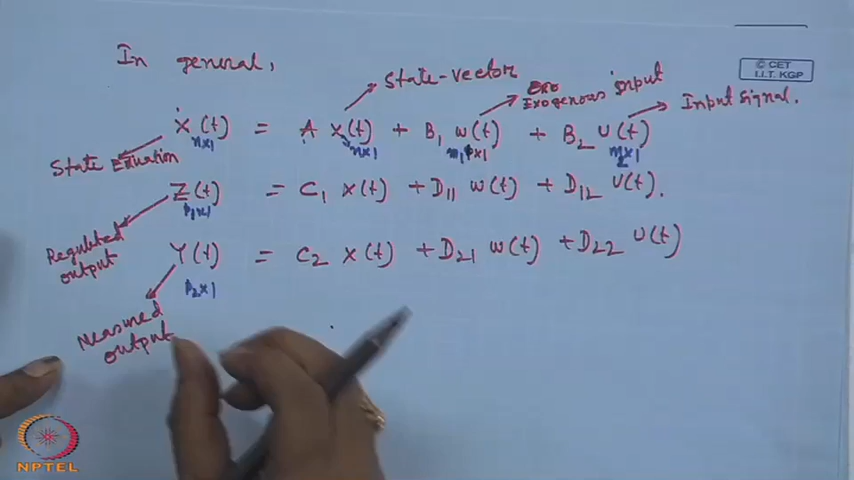 In general,
© CET
I.I.T. KGP
State-vector
Exo
Exogenous input
Input signal.
Ẋ(t) = A X(t) + B₁ w(t) + B₂ U(t)
n×1 n×1 m₁×1 m₂×1
State Equation
Z(t) = C₁ X(t) + D₁₁ w(t) + D₁₂ U(t).
p₁×1
Regulated
output
Y(t) = C₂ X(t) + D₂₁ w(t) + D₂₂ U(t)
p₂×1
Measured
output
NPTEL